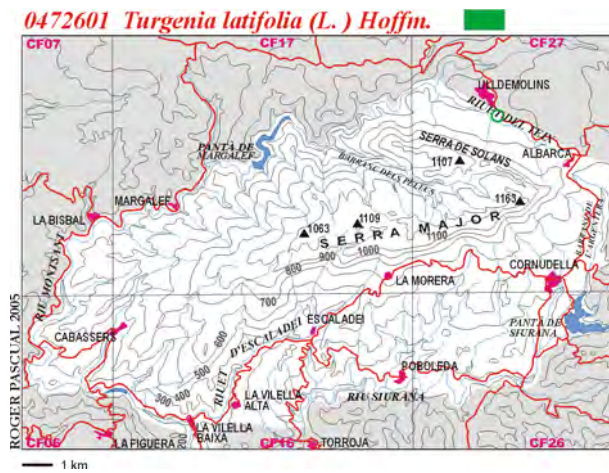 0472601 Turgenia latifolia (L. ) Hoffm.
CF07
CF17
CF27
ULLDEMOLINS
RIUET DEL TEIX
PANTÀ DE
MARGALEF
SERRA DE SOLANS
1107
ALBARCA
BARRANC DELS PÈLUIS
MARGALEF
LA BISBAL
1163
1109
1063
SERRA MAJOR
1100
1000
900
800
RIU MONTSANT
CORNUDELLA
LA MORERA
700
PANTÀ DE
SIURANA
ESCALADEI
CABASSERS
600
D'ESCALADEI
500
RIUET
POBOLEDA
300 400
RIU SIURANA
LA VILELLA
ALTA
LA VILELLA
BAIXA
200
CF06
LA FIGUERA
CF16
TORROJA
CF26
ROGER PASCUAL 2005
1 km